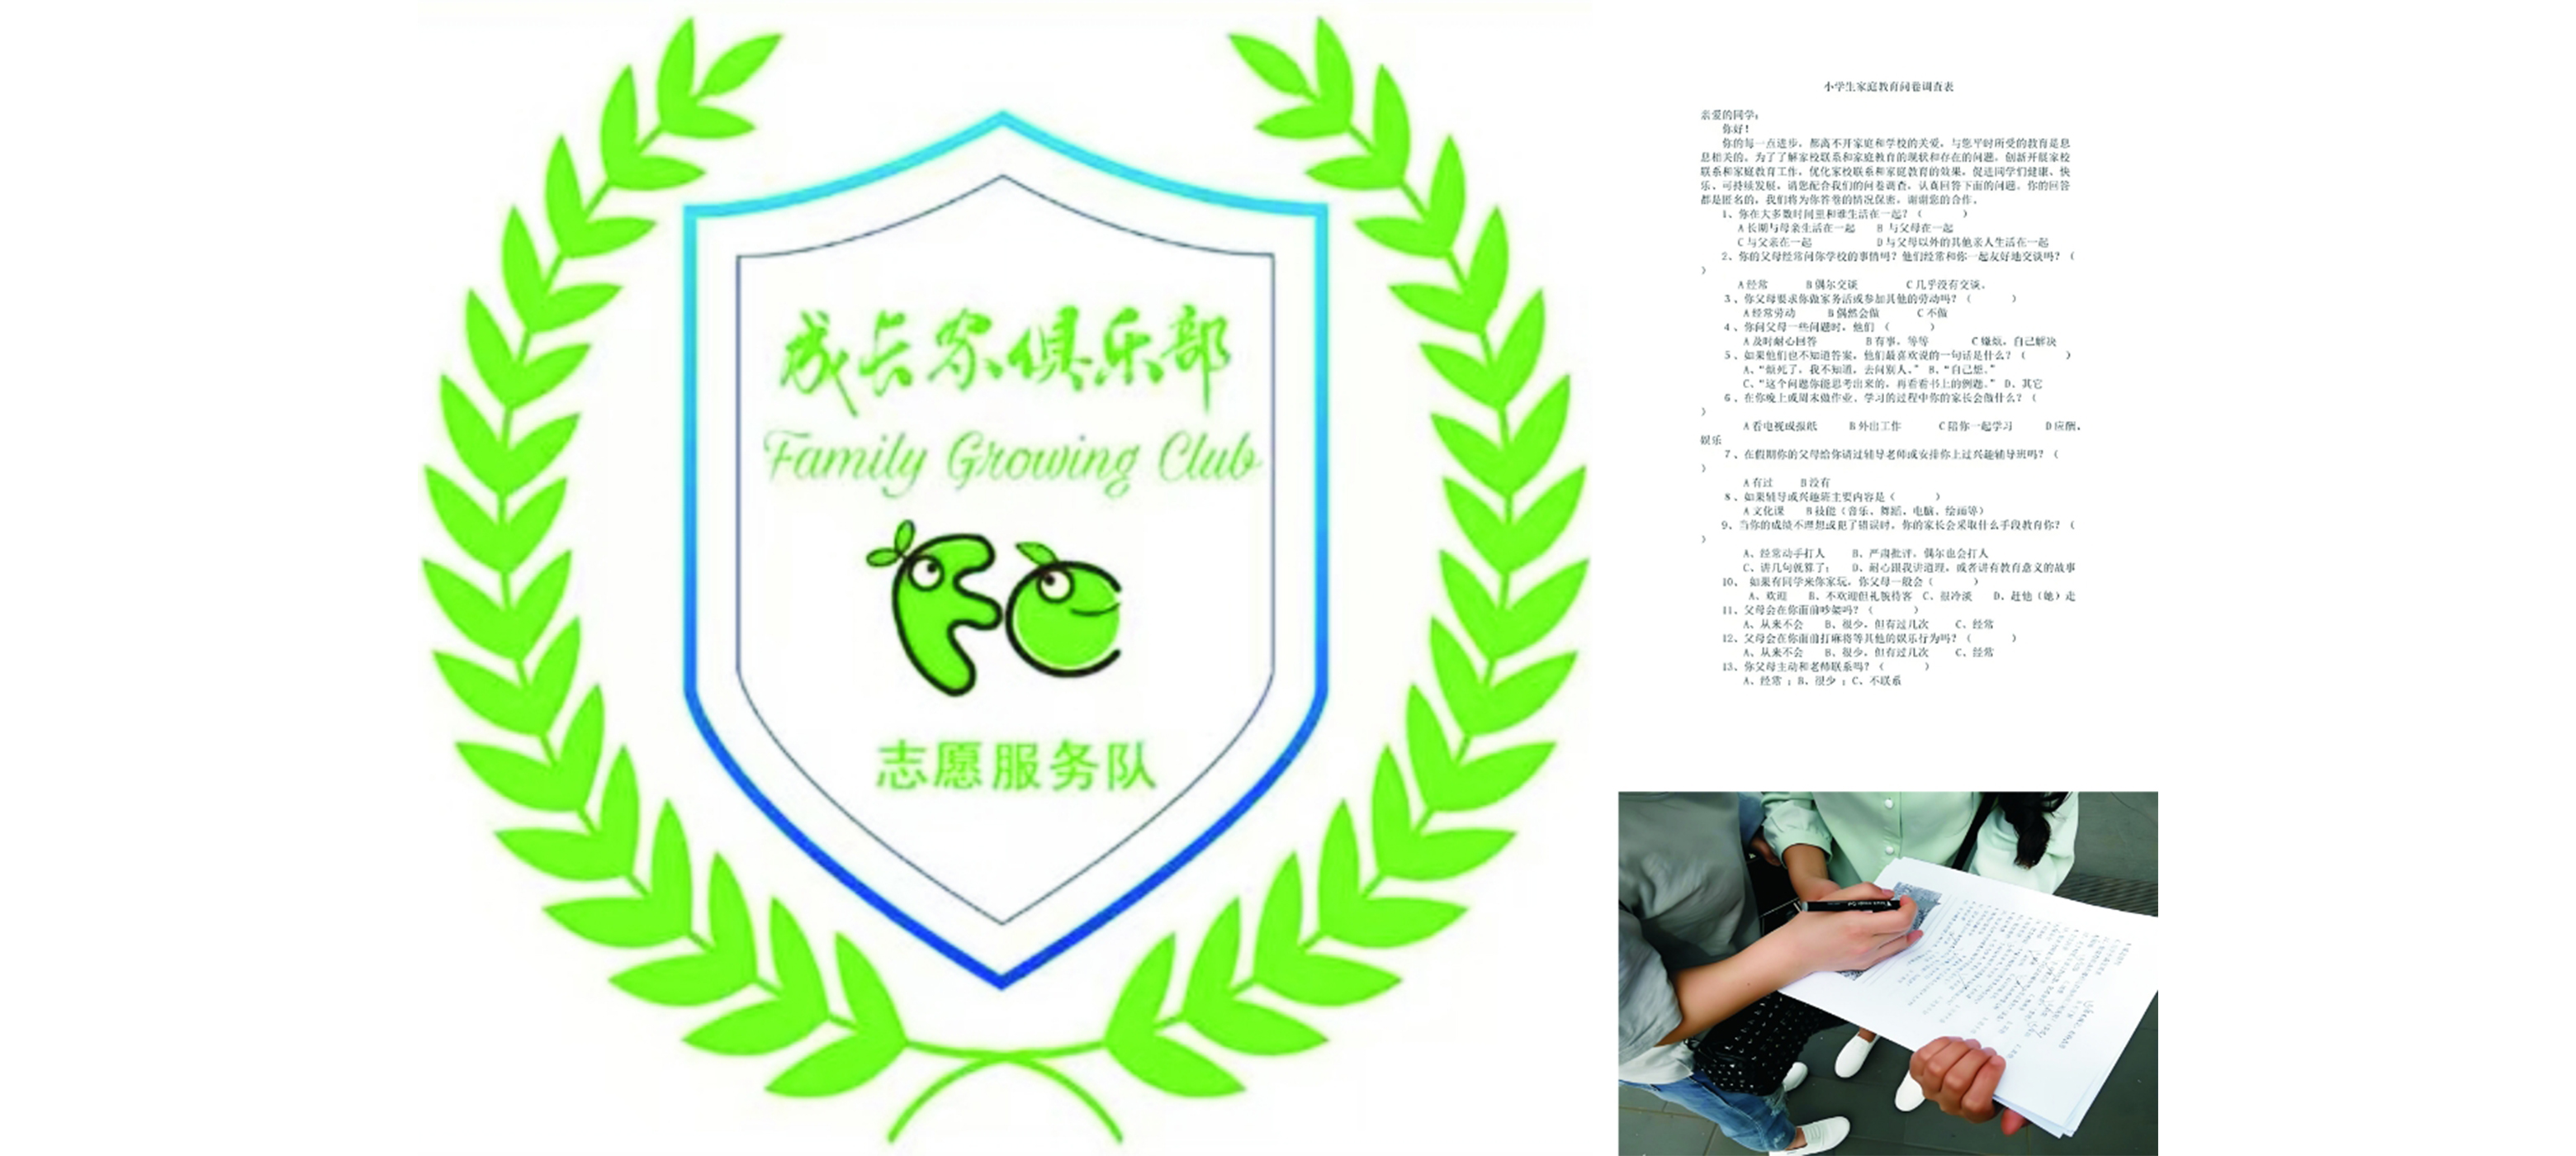 成长家俱乐部
Family Growing Club
FC
志愿服务队
小学生家庭教育问卷调查表
亲爱的同学：
你好！
你的每一点进步，都离不开家庭和学校的关爱，与您平时所受的教育是息
息相关的。为了了解家校联系和家庭教育的现状和存在的问题，创新开展家校
联系和家庭教育工作，优化家校联系和家庭教育的效果，促进同学们健康、快
乐、可持续发展，请您配合我们的问卷调查，认真回答下面的问题。你的回答
都是匿名的，我们将为你答卷的情况保密，谢谢您的合作。
1、你在大多数时间里和谁生活在一起？（　　　）
A 长期与母亲生活在一起　B 与父母在一起
C 与父亲在一起　　　D 与父母以外的其他亲人生活在一起
2、你的父母经常问你学校的事情吗？他们经常和你一起友好地交谈吗？（
）
A 经常　　B 偶尔交谈　　C 几乎没有交谈。
3、你父母要求你做家务活或参加其他的劳动吗？（　　　）
A 经常劳动　　B 偶然会做　　C 不做
4、你问父母一些问题时，他们 （　　　）
A 及时耐心回答　　B 有事，等等　　C 嫌烦，自己解决
5、如果他们也不知道答案，他们最喜欢说的一句话是什么？（　　　）
A、“烦死了，我不知道，去问别人。” B、“自己想。”
C、“这个问题你能思考出来的，再看看书上的例题。” D、其它
6、在你晚上或周末做作业、学习的过程中你的家长会做什么？（
）
A 看电视或报纸　　B 外出工作　　C 陪你一起学习　　D 应酬，
娱乐
7、在假期你的父母给你请过辅导老师或安排你上过兴趣辅导班吗？（
）
A 有过　　B 没有
8、如果辅导或兴趣班主要内容是（　　　）
A 文化课　B 技能（音乐、舞蹈、电脑、绘画等）
9、当你的成绩不理想或犯了错误时，你的家长会采取什么手段教育你？（
）
A、经常动手打人　　B、严肃批评，偶尔也会打人
C、讲几句就算了；　D、耐心跟我讲道理，或者讲有教育意义的故事
10、 如果有同学来你家玩，你父母一般会（　　　）
A、欢迎　B、不欢迎但礼貌待客　C、很冷淡　D、赶他（她）走
11、父母会在你面前吵架吗？（　　　）
A、从来不会　B、很少，但有过几次　C、经常
12、父母会在你面前打麻将等其他的娱乐行为吗？（　　　）
A、从来不会　B、很少，但有过几次　C、经常
13、你父母主动和老师联系吗？（　　　）
A、经常；B、很少；C、不联系